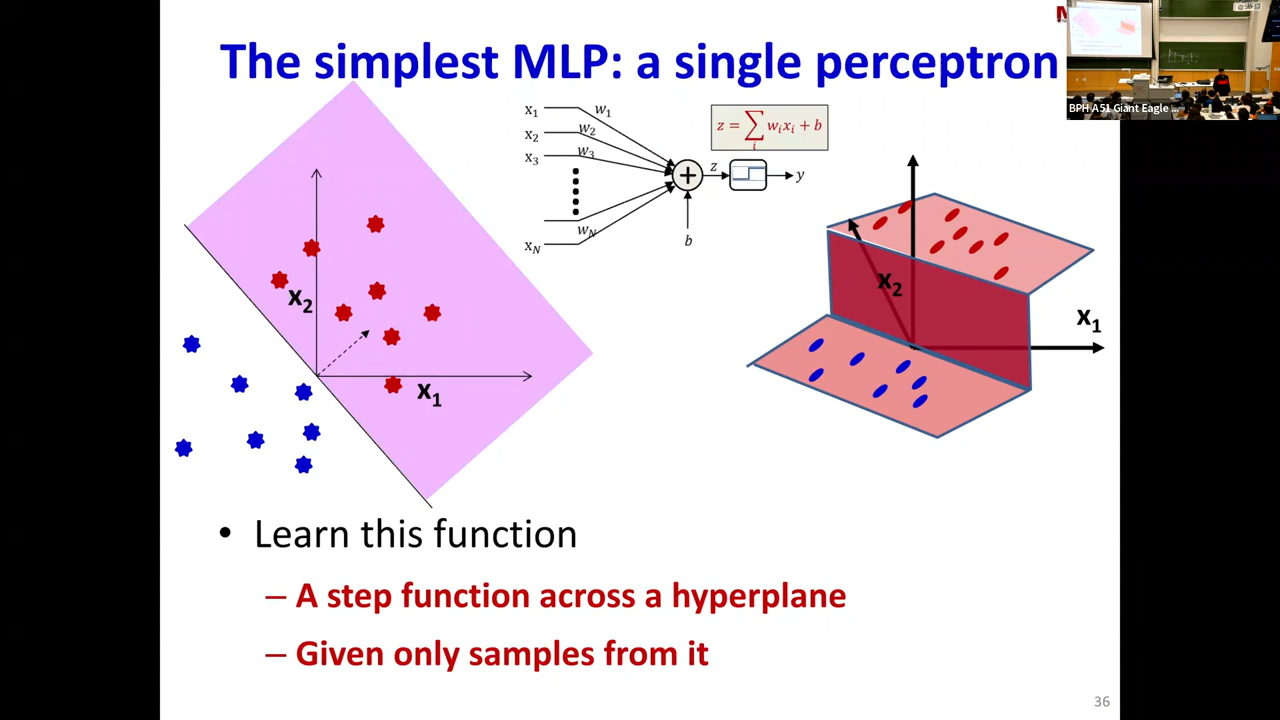 The simplest MLP: a single perceptron
M
BPH A51 Giant Eagle ...
x1 w1
x2 w2
x3 w3
xN wN
z = ∑i wixi + b
+
z
y
b
x2
x1
x2
x1
• Learn this function
– A step function across a hyperplane
– Given only samples from it
36